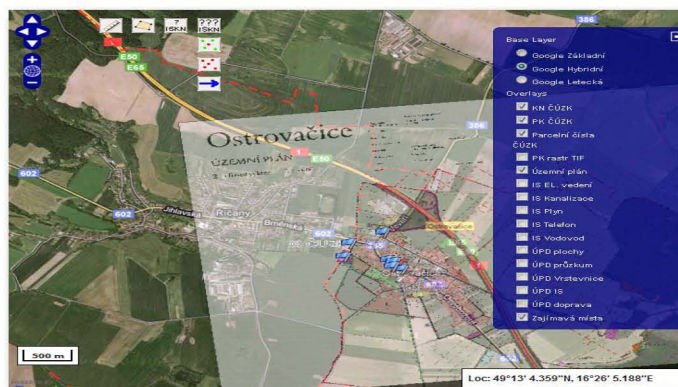 386
?
ISKN
???
ISKN
1
E50
E65
Base Layer
Google Základní
Google Hybridní
Google Letecká
Overlays
KN ČÚZK
PK ČÚZK
Parcelní čísla
ČÚZK
PK rastr TIF
Územní plán
IS EL. vedení
IS Kanalizace
IS Plyn
IS Telefon
IS Vodovod
ÚPD plochy
ÚPD průzkum
ÚPD Vrstevnice
ÚPD IS
ÚPD doprava
Zajímavá místa
386
Ostrovačice
ÚZEMNÍ PLÁN
1
E50
602
602
Jihlavská
Říčany
Brněnská
602
Ostrovačice
500 m
Loc: 49°13' 4.359"N, 16°26' 5.188"E